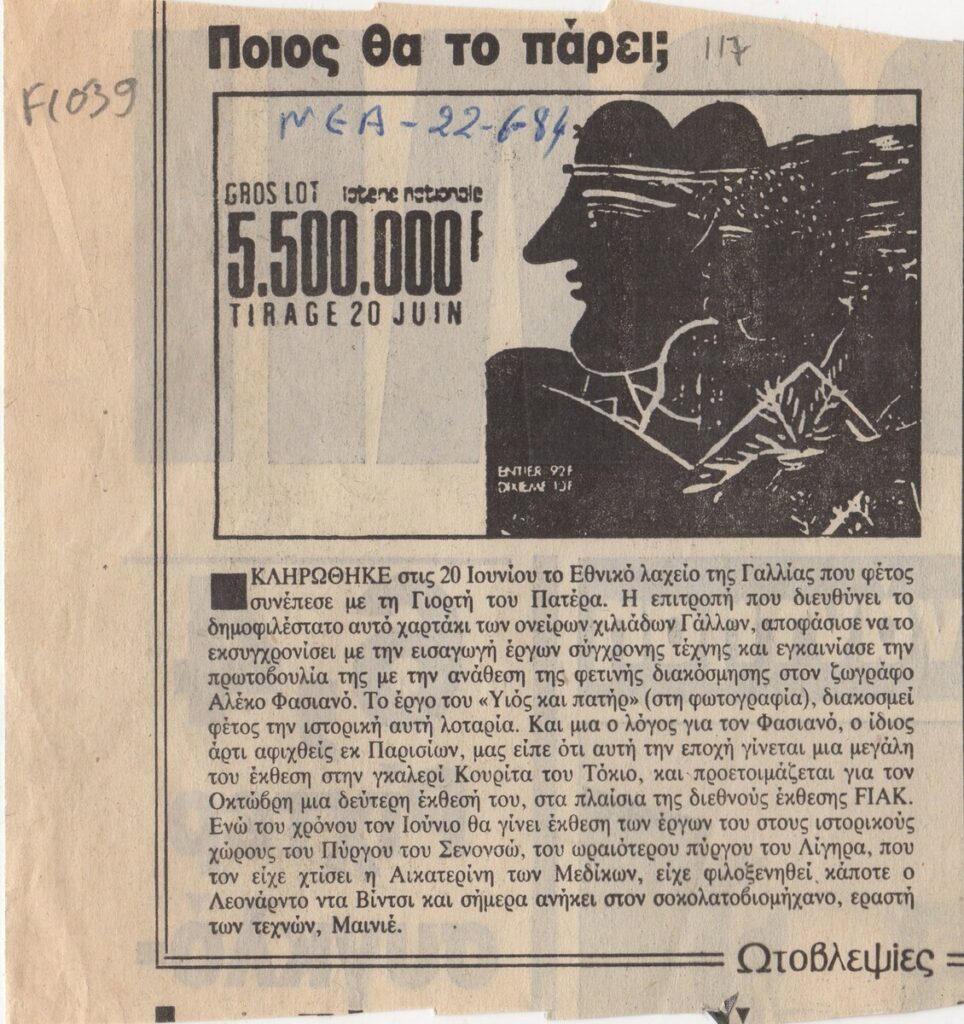 Ποιος θα το πάρει;
117
F1039
ΝΕΑ - 22-6-84
GROS LOT loterie nationale
5.500.000F
TIRAGE 20 JUIN
ENTIER 92F
DIXIEME 10F
ΚΛΗΡΩΘΗΚΕ στις 20 Ιουνίου το Εθνικό λαχείο της Γαλλίας που φέτος
συνέπεσε με τη Γιορτή του Πατέρα. Η επιτροπή που διευθύνει το
δημοφιλέστατο αυτό χαρτάκι των ονείρων χιλιάδων Γάλλων, αποφάσισε να το
εκσυγχρονίσει με την εισαγωγή έργων σύγχρονης τέχνης και εγκαινίασε την
πρωτοβουλία της με την ανάθεση της φετινής διακόσμησης στον ζωγράφο
Αλέκο Φασιανό. Το έργο του «Υιός και πατήρ» (στη φωτογραφία), διακοσμεί
φέτος την ιστορική αυτή λοταρία. Και μια ο λόγος για τον Φασιανό, ο ίδιος
άρτι αφιχθείς εκ Παρισίων, μας είπε ότι αυτή την εποχή γίνεται μια μεγάλη
του έκθεση στην γκαλερί Κουρίτα του Τόκιο, και προετοιμάζεται για τον
Οκτώβρη μια δεύτερη έκθεσή του, στα πλαίσια της διεθνούς έκθεσης FIAK.
Ενώ του χρόνου τον Ιούνιο θα γίνει έκθεση των έργων του στους ιστορικούς
χώρους του Πύργου του Σενονσώ, του ωραιότερου πύργου του Λίγηρα, που
τον είχε χτίσει η Αικατερίνη των Μεδίκων, είχε φιλοξενηθεί κάποτε ο
Λεονάρντο ντα Βίντσι και σήμερα ανήκει στον σοκολατοβιομήχανο, εραστή
των τεχνών, Μαινιέ.
Ωτοβλεψίες